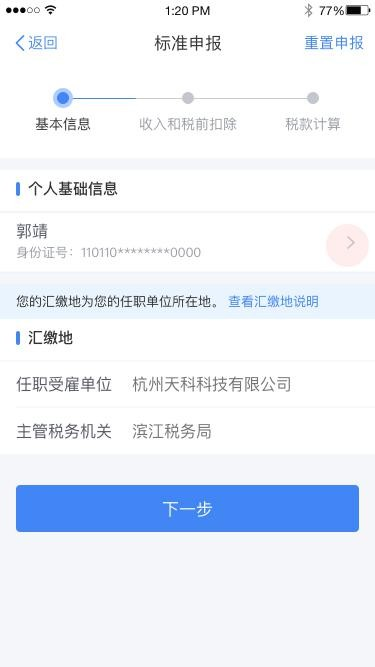 1:20 PM 77%
返回 标准申报 重置申报
基本信息 收入和税前扣除 税款计算
个人基础信息
郭靖
身份证号：110110********0000
您的汇缴地为您的任职单位所在地。 查看汇缴地说明
汇缴地
任职受雇单位 杭州天科科技有限公司
主管税务机关 滨江税务局
下一步